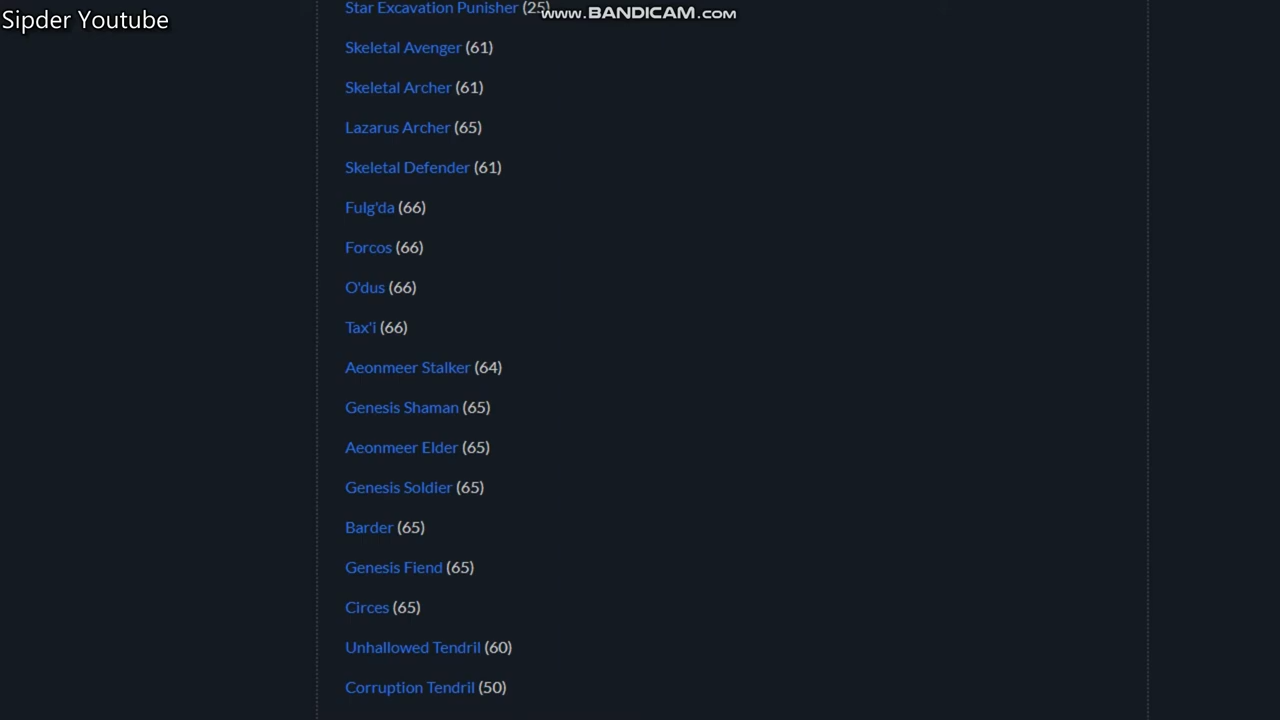 Sipder Youtube
www.BANDICAM.com
Star Excavation Punisher (25)
Skeletal Avenger (61)
Skeletal Archer (61)
Lazarus Archer (65)
Skeletal Defender (61)
Fulg'da (66)
Forcos (66)
O'dus (66)
Tax'i (66)
Aeonmeer Stalker (64)
Genesis Shaman (65)
Aeonmeer Elder (65)
Genesis Soldier (65)
Barder (65)
Genesis Fiend (65)
Circes (65)
Unhallowed Tendril (60)
Corruption Tendril (50)